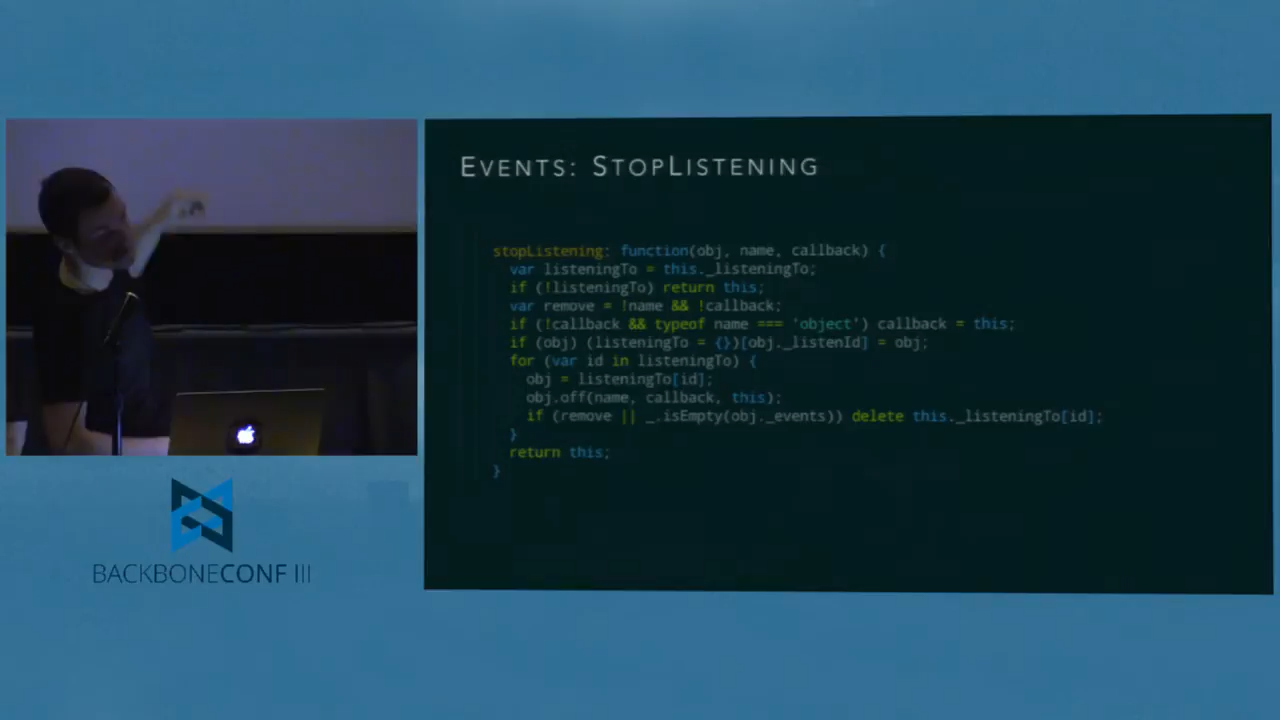 EVENTS: STOPLISTENING
stopListening: function(obj, name, callback) {
var listeningTo = this._listeningTo;
if (!listeningTo) return this;
var remove = !name && !callback;
if (!callback && typeof name === 'object') callback = this;
if (obj) (listeningTo = {})[obj._listenId] = obj;
for (var id in listeningTo) {
obj = listeningTo[id];
obj.off(name, callback, this);
if (remove || _.isEmpty(obj._events)) delete this._listeningTo[id];
}
return this;
}
BACKBONECONF III